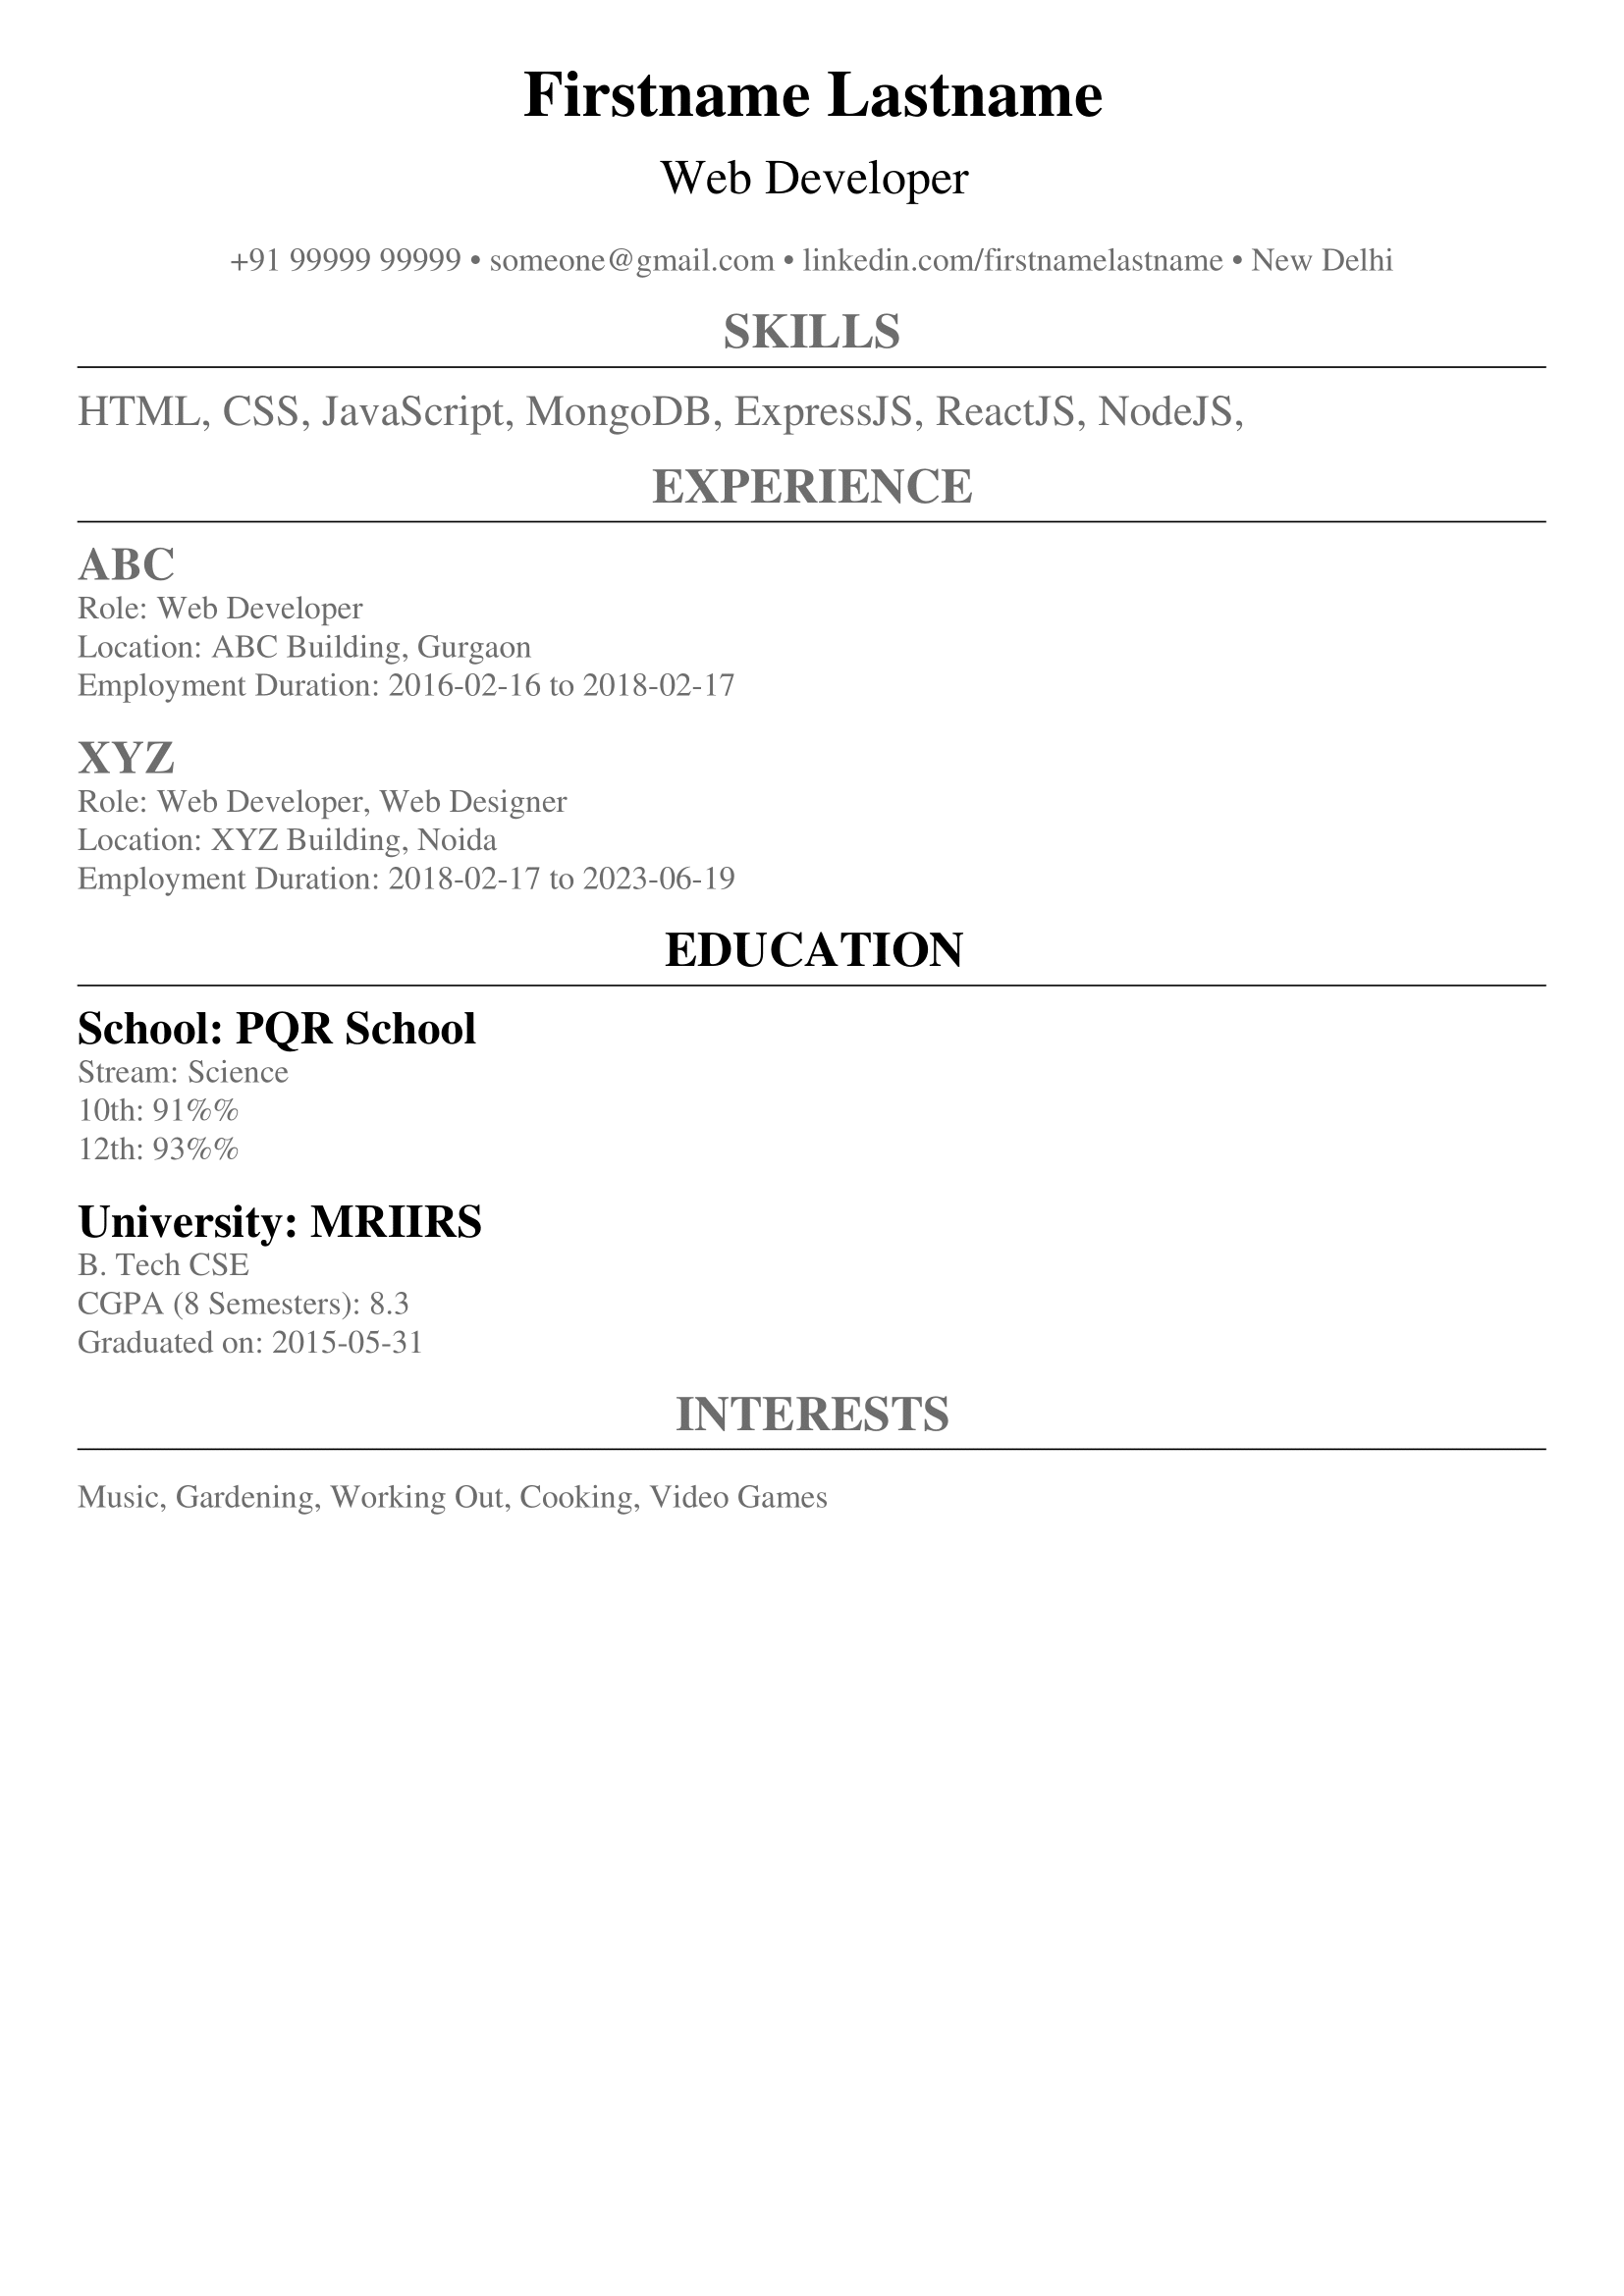 Firstname Lastname
Web Developer
+91 99999 99999 • someone@gmail.com • linkedin.com/firstnamelastname • New Delhi
SKILLS
HTML, CSS, JavaScript, MongoDB, ExpressJS, ReactJS, NodeJS,
EXPERIENCE
ABC
Role: Web Developer
Location: ABC Building, Gurgaon
Employment Duration: 2016-02-16 to 2018-02-17
XYZ
Role: Web Developer, Web Designer
Location: XYZ Building, Noida
Employment Duration: 2018-02-17 to 2023-06-19
EDUCATION
School: PQR School
Stream: Science
10th: 91%%
12th: 93%%
University: MRIIRS
B. Tech CSE
CGPA (8 Semesters): 8.3
Graduated on: 2015-05-31
INTERESTS
Music, Gardening, Working Out, Cooking, Video Games